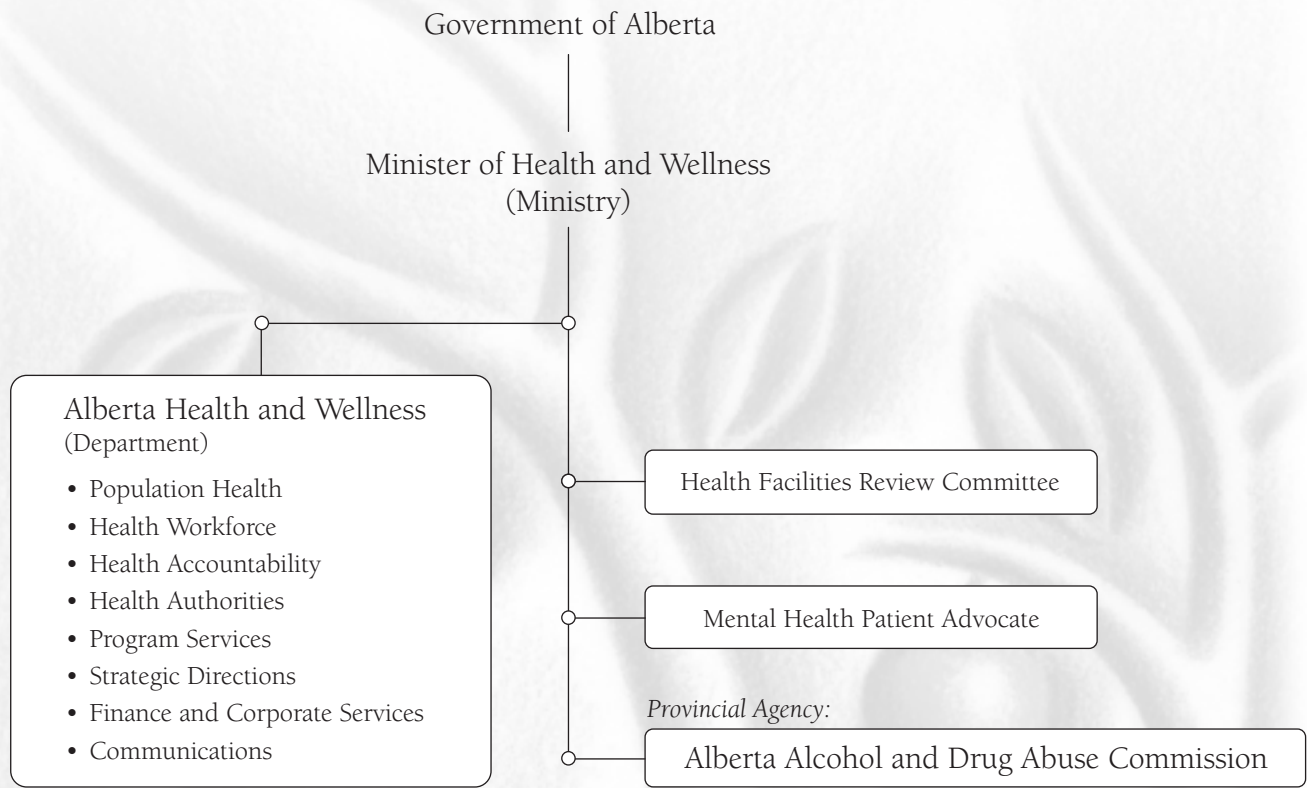 Government of Alberta
Minister of Health and Wellness
(Ministry)
Alberta Health and Wellness
(Department)
• Population Health
• Health Workforce
• Health Accountability
• Health Authorities
• Program Services
• Strategic Directions
• Finance and Corporate Services
• Communications
Health Facilities Review Committee
Mental Health Patient Advocate
Provincial Agency:
Alberta Alcohol and Drug Abuse Commission